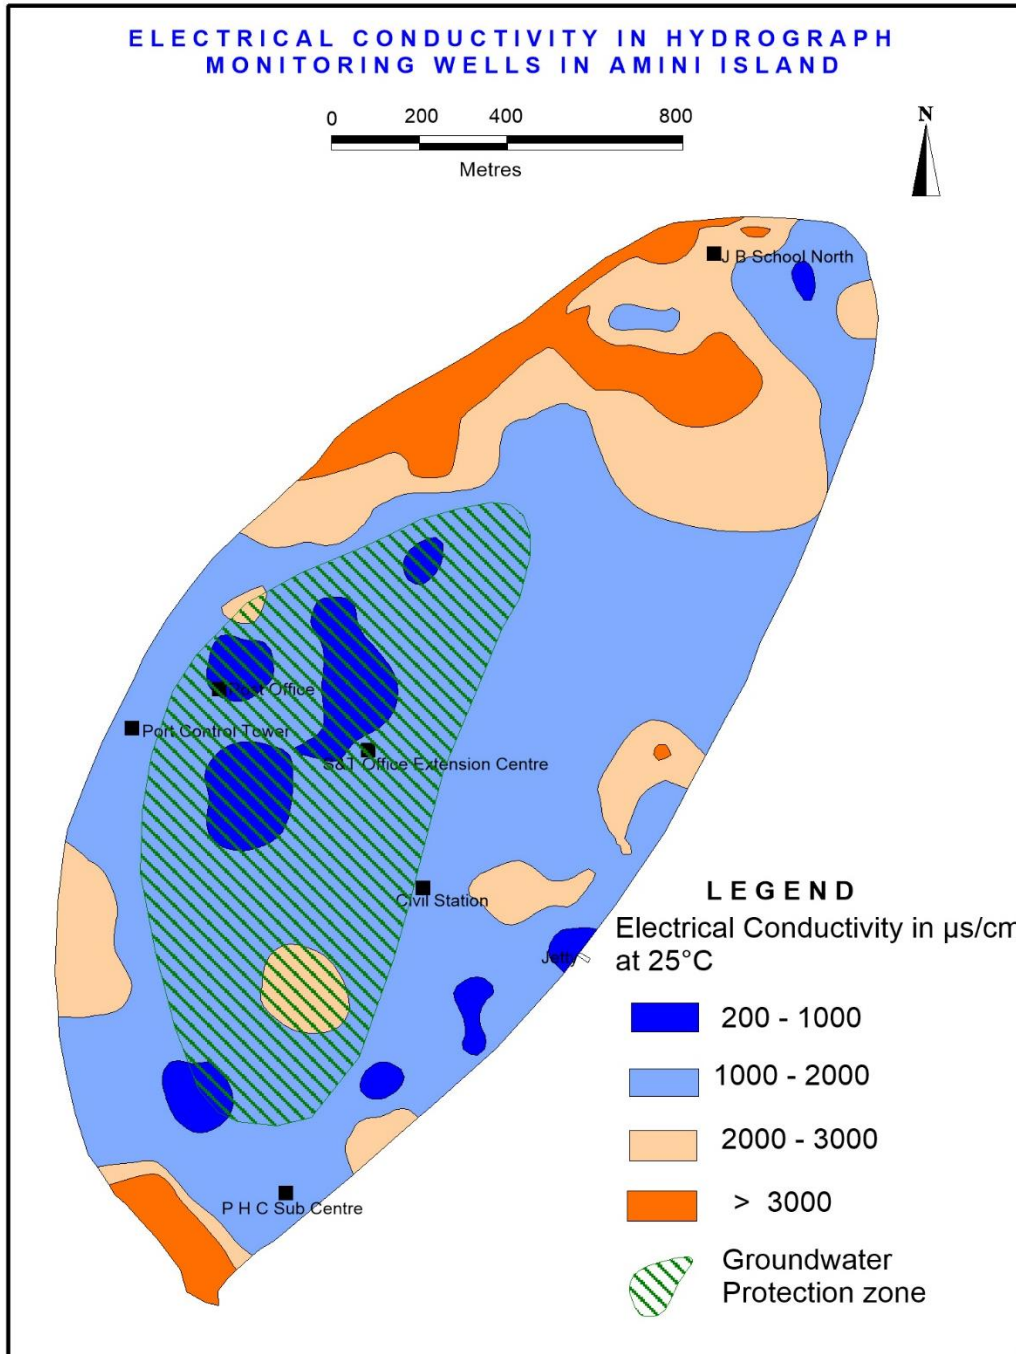 ELECTRICAL CONDUCTIVITY IN HYDROGRAPH
MONITORING WELLS IN AMINI ISLAND
0 200 400 800
Metres
N
J B School North
Post Office
Port Control Tower
S&T Office Extension Centre
Civil Station
Jetty
P H C Sub Centre
LEGEND
Electrical Conductivity in µs/cm
at 25°C
200 - 1000
1000 - 2000
2000 - 3000
> 3000
Groundwater
Protection zone